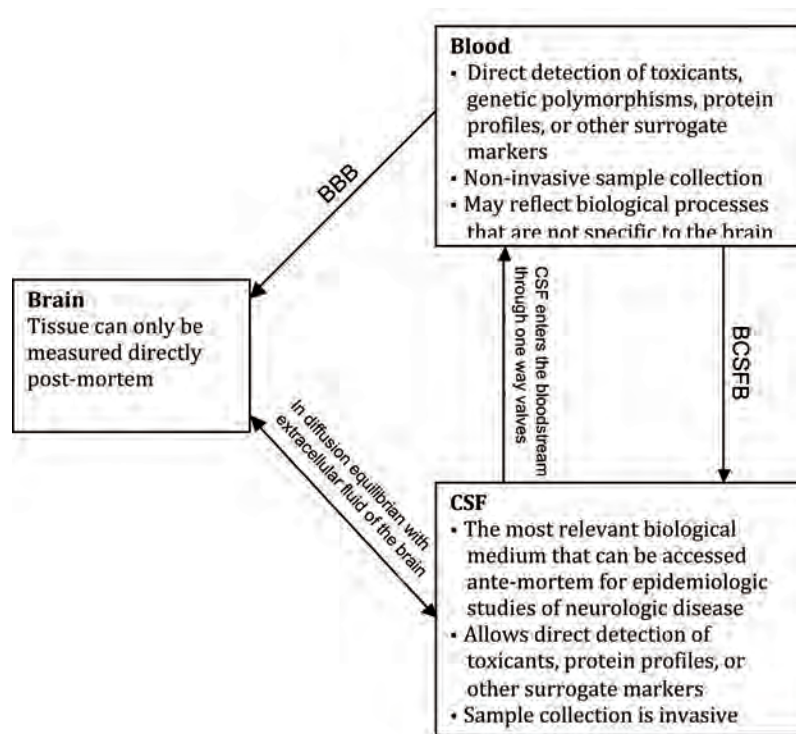 Blood
▪ Direct detection of toxicants,
genetic polymorphisms, protein
profiles, or other surrogate
markers
▪ Non-invasive sample collection
▪ May reflect biological processes
that are not specific to the brain
BBB
Brain
Tissue can only be
measured directly
post-mortem
CSF enters the bloodstream
through one way valves
BCSFB
in diffusion equilibrian with
extracellular fluid of the brain
CSF
▪ The most relevant biological
medium that can be accessed
ante-mortem for epidemiologic
studies of neurologic disease
▪ Allows direct detection of
toxicants, protein profiles, or
other surrogate markers
▪ Sample collection is invasive